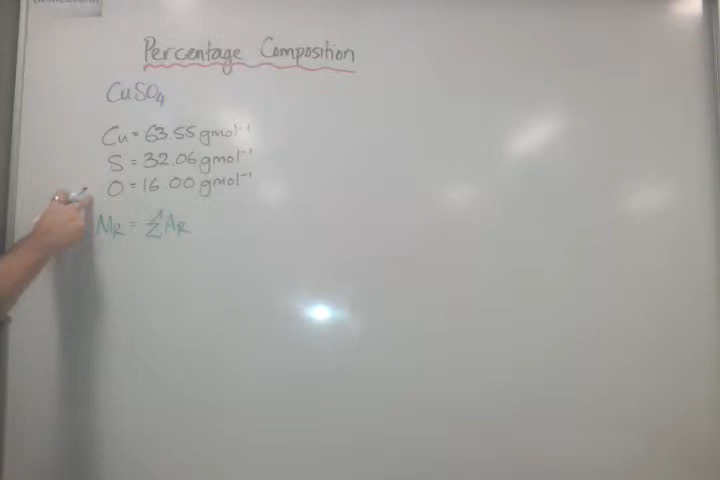 Percentage Composition
CuSO₄
Cu = 63.55 gmol⁻¹
S = 32.06 gmol⁻¹
O = 16.00 gmol⁻¹
MR = ΣAR